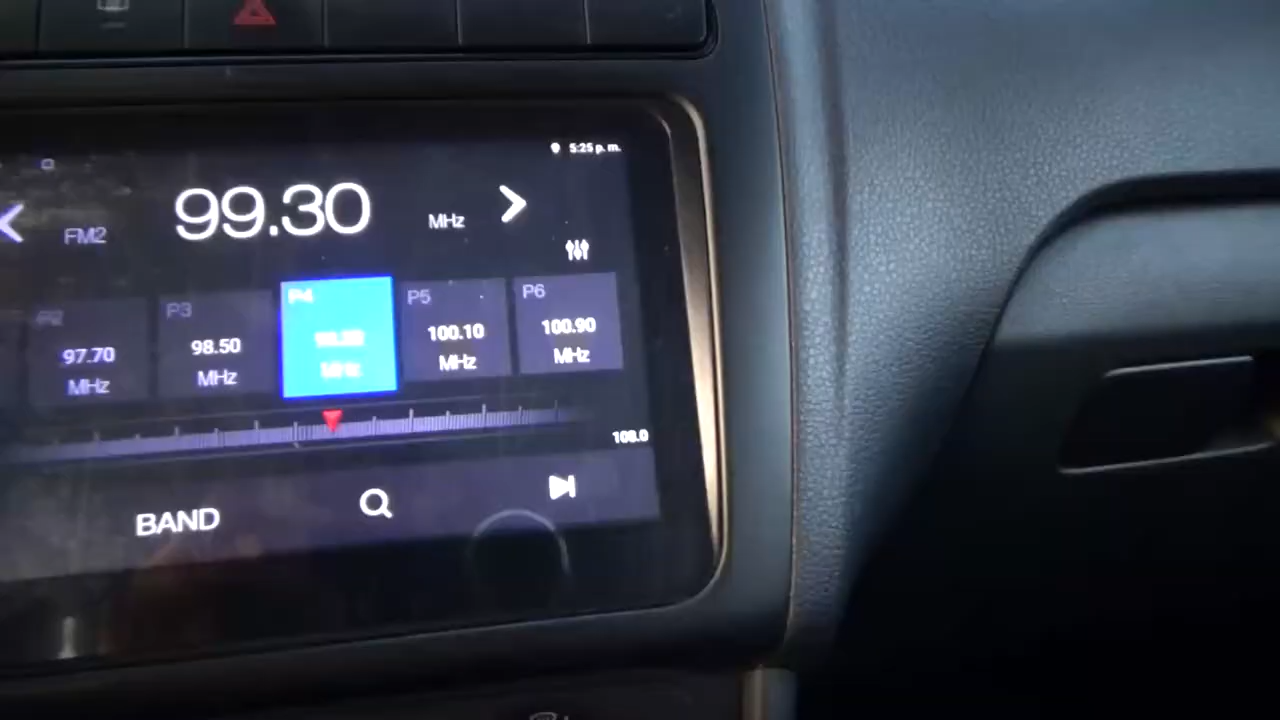 5:25 p. m.
FM2 99.30 MHz
P2 P3 P4 P5 P6
97.70 98.50 100.10 100.90
MHz MHz MHz MHz MHz
108.0
BAND